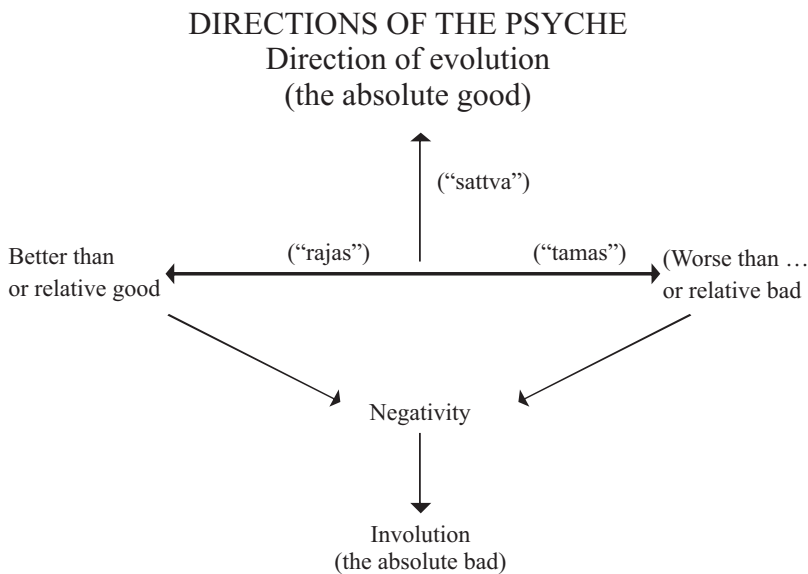 DIRECTIONS OF THE PSYCHE
Direction of evolution
(the absolute good)
(“sattva”)
(“rajas”)
(“tamas”)
Better than
or relative good
(Worse than …
or relative bad
Negativity
Involution
(the absolute bad)